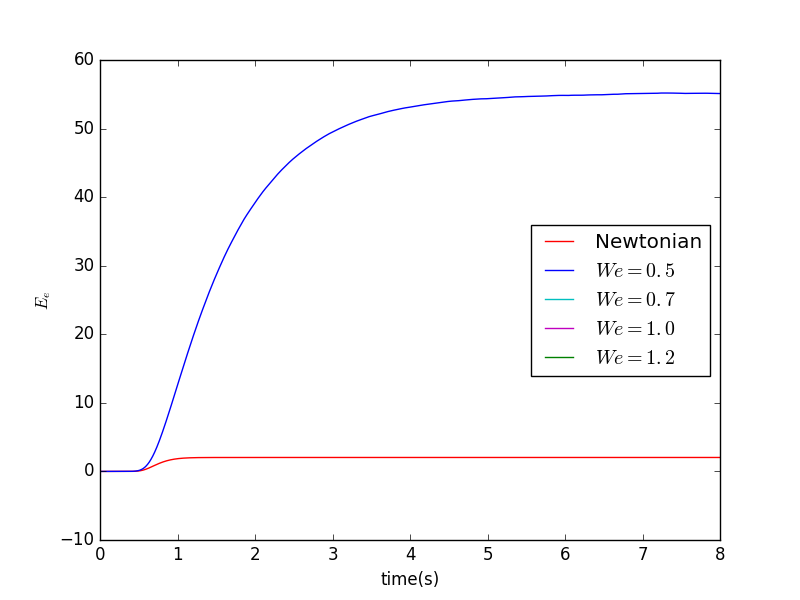 60
50
40
30
20
10
0
−10
0 1 2 3 4 5 6 7 8
time(s)
E_e
Newtonian
We = 0.5
We = 0.7
We = 1.0
We = 1.2